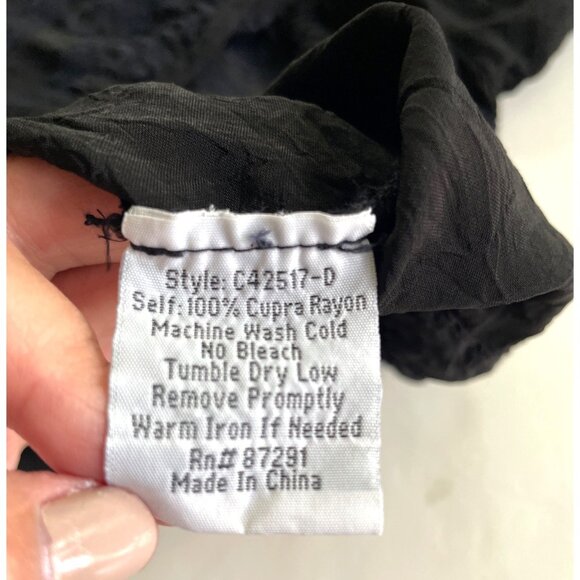 Style: C42517-D
Self: 100% Cupra Rayon
Machine Wash Cold
No Bleach
Tumble Dry Low
Remove Promptly
Warm Iron If Needed
Rn# 87291
Made In China